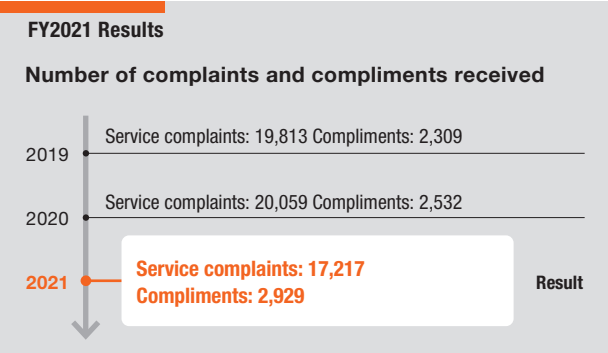 FY2021 Results
Number of complaints and compliments received
Service complaints: 19,813 Compliments: 2,309
2019
Service complaints: 20,059 Compliments: 2,532
2020
Service complaints: 17,217
Compliments: 2,929
2021
Result